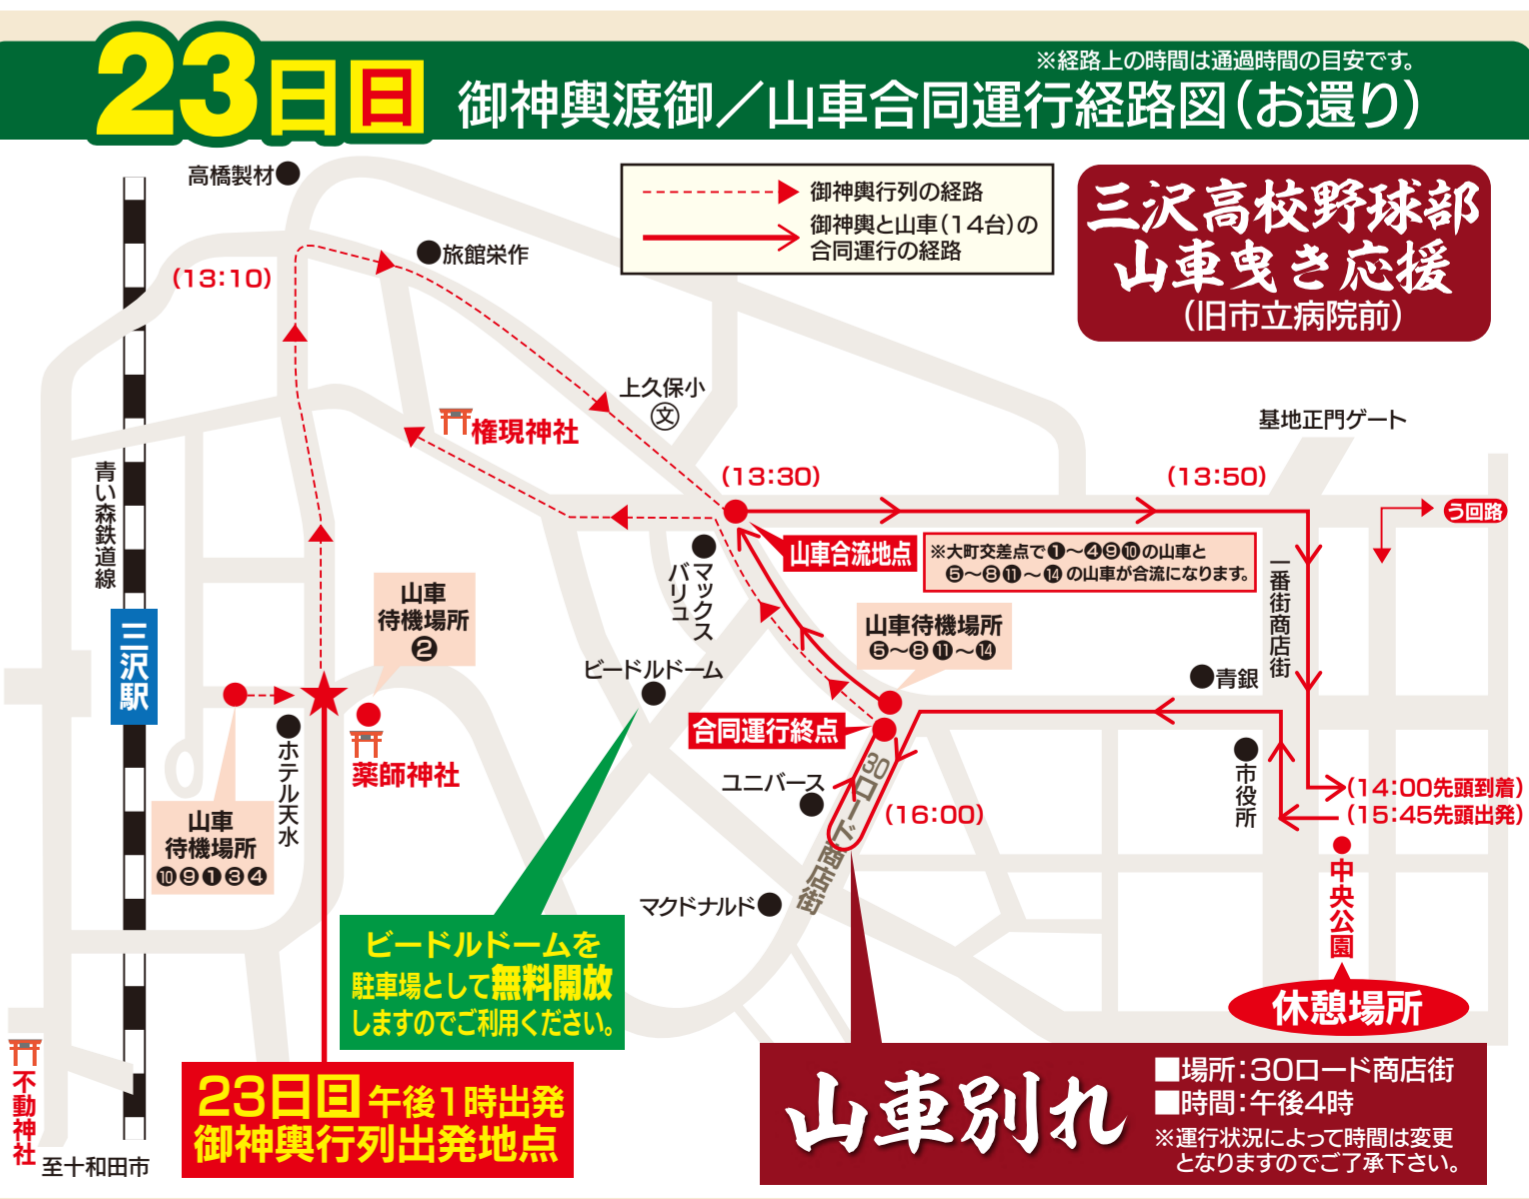 23日日
※経路上の時間は通過時間の目安です。
御神輿渡御／山車合同運行経路図（お還り）
高橋製材
御神輿行列の経路
御神輿と山車（14台）の
合同運行の経路
三沢高校野球部
山車曳き応援
（旧市立病院前）
旅館栄作
（13:10）
上久保小
文
権現神社
基地正門ゲート
青い森鉄道線
（13:30）
（13:50）
う回路
山車合流地点
※大町交差点で❶～❹❾❿の山車と
❺～❽⓫～⓮の山車が合流になります。
マックス
バリュ
一番街商店街
山車
待機場所
❷
山車待機場所
❺～❽⓫～⓮
三沢駅
ビードルドーム
青銀
合同運行終点
薬師神社
ホテル天水
30ロード商店街
ユニバース
市役所
（14:00先頭到着）
（15:45先頭出発）
（16:00）
山車
待機場所
❿❾❶❸❹
マクドナルド
中央公園
休憩場所
ビードルドームを
駐車場として無料開放
しますのでご利用ください。
不動神社
至十和田市
23日日午後1時出発
御神輿行列出発地点
山車別れ
■場所：30ロード商店街
■時間：午後4時
※運行状況によって時間は変更
となりますのでご了承下さい。